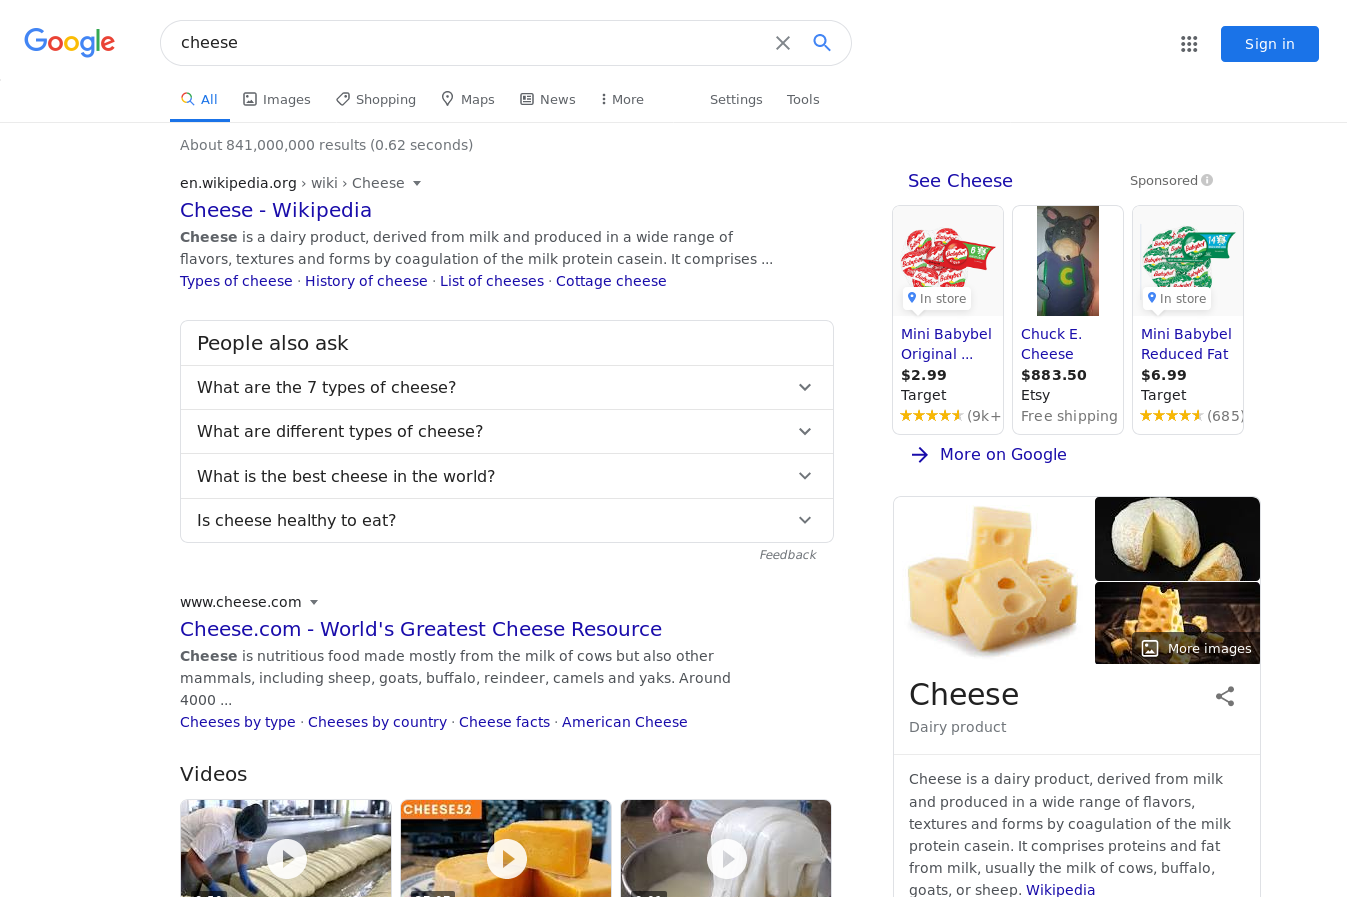 Google
cheese
Sign in
All
Images
Shopping
Maps
News
More
Settings
Tools
About 841,000,000 results (0.62 seconds)
en.wikipedia.org › wiki › Cheese
Cheese - Wikipedia
Cheese is a dairy product, derived from milk and produced in a wide range of
flavors, textures and forms by coagulation of the milk protein casein. It comprises ...
Types of cheese · History of cheese · List of cheeses · Cottage cheese
People also ask
What are the 7 types of cheese?
What are different types of cheese?
What is the best cheese in the world?
Is cheese healthy to eat?
Feedback
www.cheese.com
Cheese.com - World's Greatest Cheese Resource
Cheese is nutritious food made mostly from the milk of cows but also other
mammals, including sheep, goats, buffalo, reindeer, camels and yaks. Around
4000 ...
Cheeses by type · Cheeses by country · Cheese facts · American Cheese
Videos
CHEESE52
See Cheese
Sponsored
In store
Mini Babybel
Original ...
$2.99
Target
(9k+
C
Chuck E.
Cheese
$883.50
Etsy
Free shipping
In store
Mini Babybel
Reduced Fat
$6.99
Target
(685)
More on Google
More images
Cheese
Dairy product
Cheese is a dairy product, derived from milk
and produced in a wide range of flavors,
textures and forms by coagulation of the milk
protein casein. It comprises proteins and fat
from milk, usually the milk of cows, buffalo,
goats, or sheep. Wikipedia